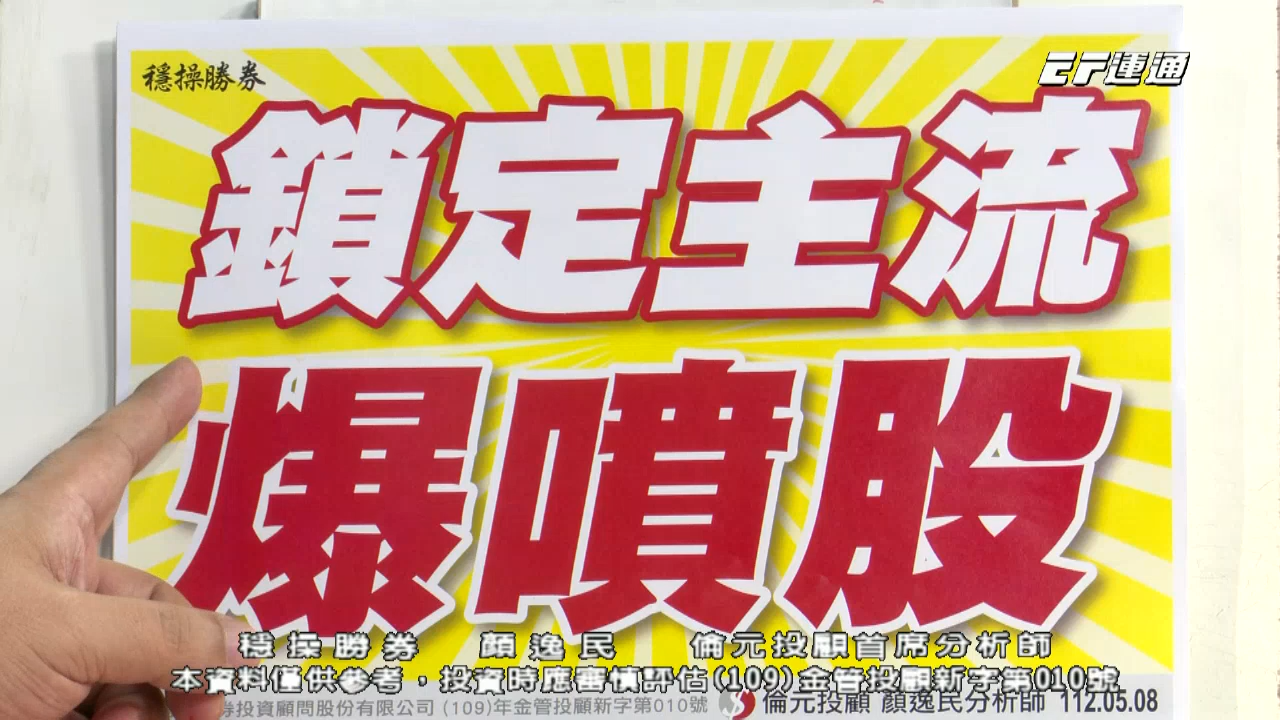 穩操勝券
EF運通
鎖定主流
爆噴股
穩操勝券 顏逸民 倫元投顧首席分析師
本資料僅供參考，投資時應審慎評估(109)金管投顧新字第010號
券投資顧問股份有限公司 (109)年金管投顧新字第010號 倫元投顧 顏逸民分析師 112.05.08